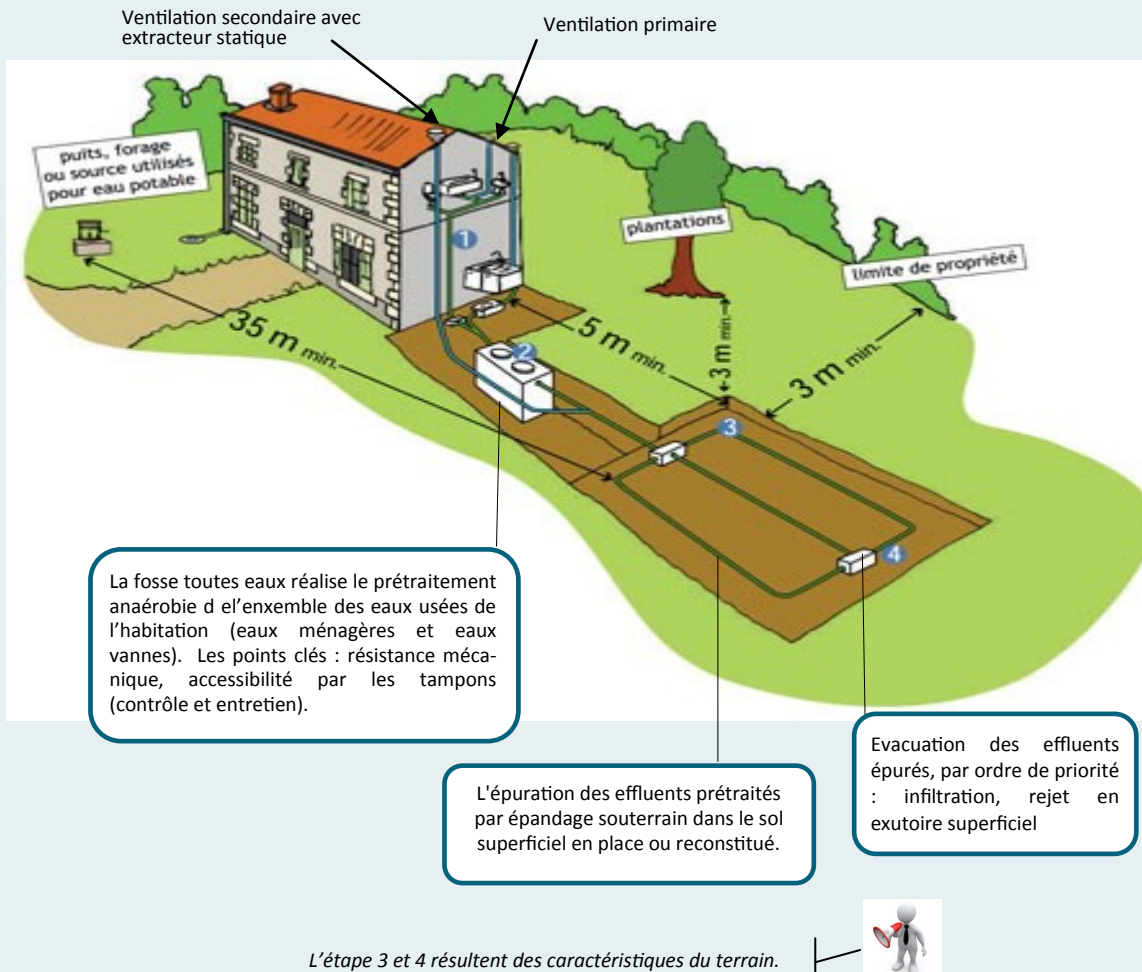 Ventilation secondaire avec
extracteur statique
Ventilation primaire
puits, forage
ou source utilisés
pour eau potable
plantations
limite de propriété
1
35 m min.
5 m min.
3 m min.
3 m min.
2
3
4
La fosse toutes eaux réalise le prétraitement
anaérobie d el’enxemble des eaux usées de
l’habitation (eaux ménagères et eaux
vannes). Les points clés : résistance méca-
nique, accessibilité par les tampons
(contrôle et entretien).
Evacuation des effluents
épurés, par ordre de priorité
: infiltration, rejet en
exutoire superficiel
L'épuration des effluents prétraités
par épandage souterrain dans le sol
superficiel en place ou reconstitué.
L’étape 3 et 4 résultent des caractéristiques du terrain.